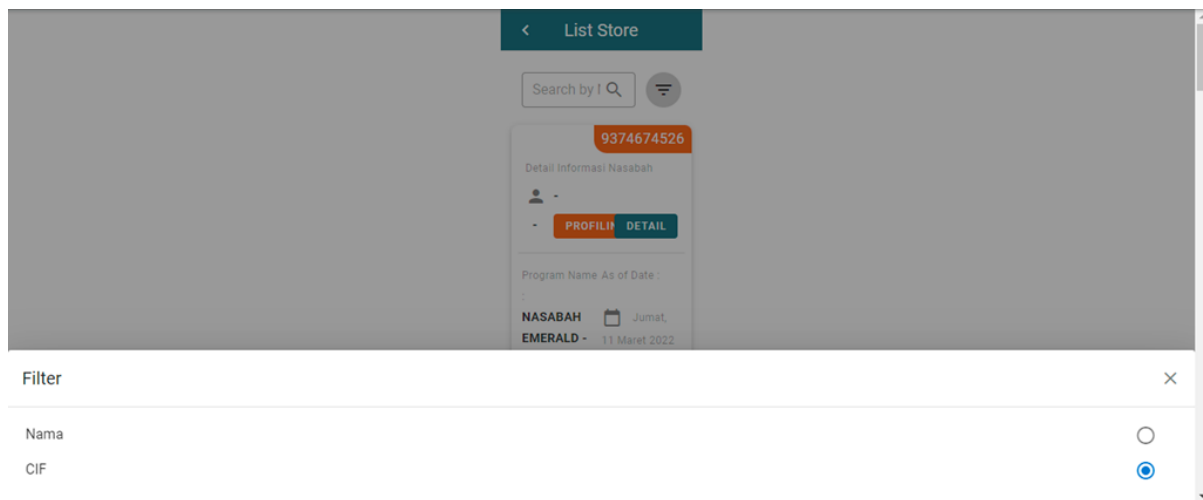 List Store
Search by
9374674526
Detail Informasi Nasabah
-
- PROFILIN DETAIL
Program Name As of Date :
:
NASABAH Jumat,
EMERALD - 11 Maret 2022
Filter
Nama
CIF